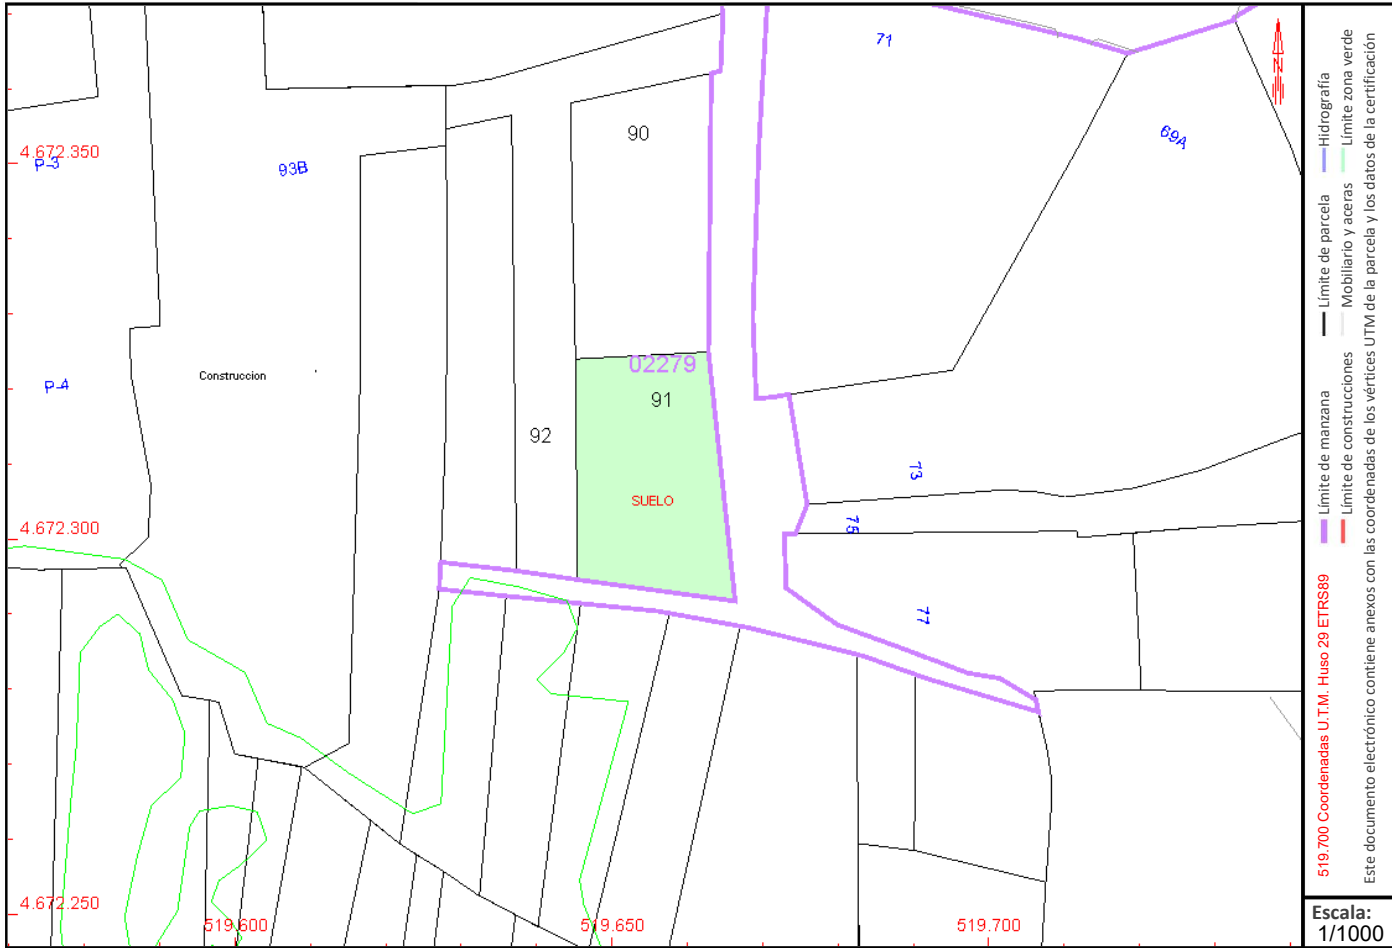 71
90
69A
4.672.350
P-3
93B
02279
Construccion
P-4
91
92
73
SUELO
75
4.672.300
77
4.672.250
519.600
519.650
519.700
N
Hidrografía
Límite zona verde
Límite de parcela
Mobiliario y aceras
Límite de manzana
Límite de construcciones
519.700 Coordenadas U.T.M. Huso 29 ETRS89
Este documento electrónico contiene anexos con las coordenadas de los vértices UTM de la parcela y los datos de la certificación
Escala:
1/1000